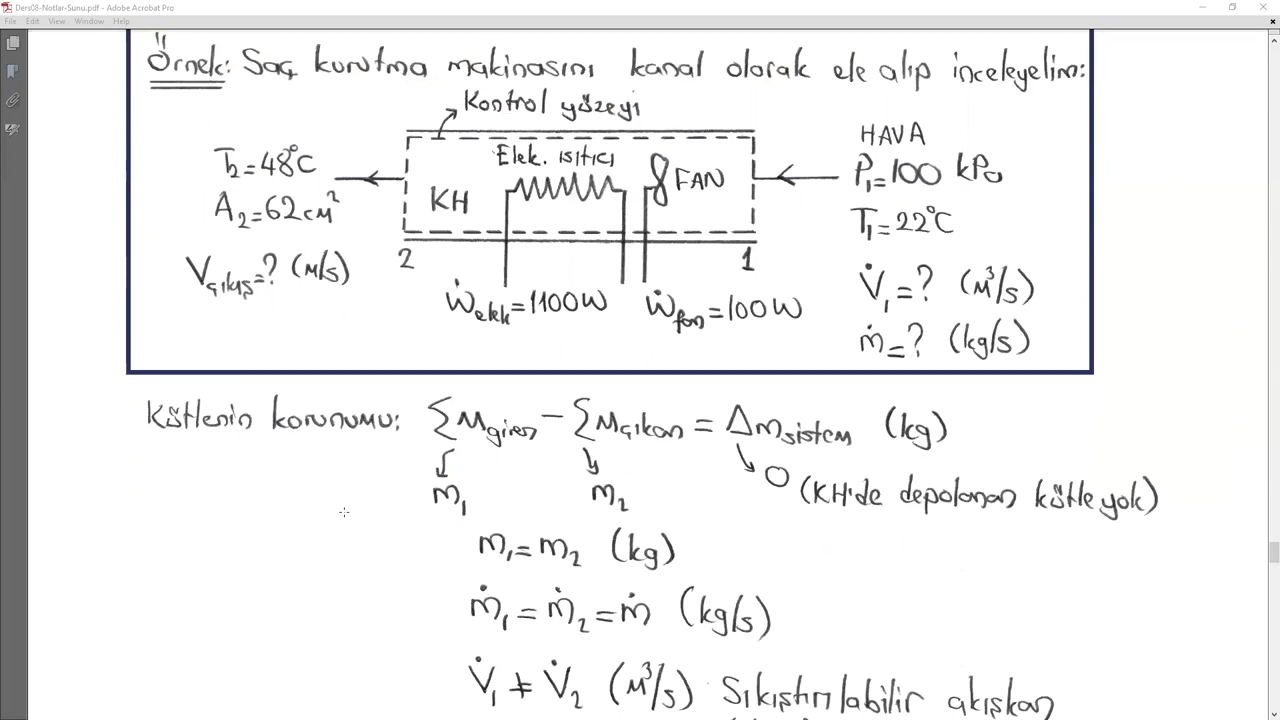 Ders08-Notlar-Sunu.pdf - Adobe Acrobat Pro
File Edit View Window Help
Örnek: Saç kurutma makinasını kanal olarak ele alıp inceleyelim:
Kontrol yüzeyi
T₂=48°C
A₂=62cm²
Vçıkış=? (m/s)
Elek. ısıtıcı
KH
FAN
2
1
Ẇelek=1100W
Ẇfan=100W
HAVA
P₁=100 kPa
T₁=22°C
V̇₁=? (m³/s)
ṁ=? (kg/s)
Kütlenin korunumu: ∑mgiren - ∑mçıkan = Δmsistem (kg)
m₁
m₂
0 (KH'de depolanan kütle yok)
m₁=m₂ (kg)
ṁ₁=ṁ₂=ṁ (kg/s)
V̇₁ ≠ V̇₂ (m³/s) Sıkıştırılabilir akışkan